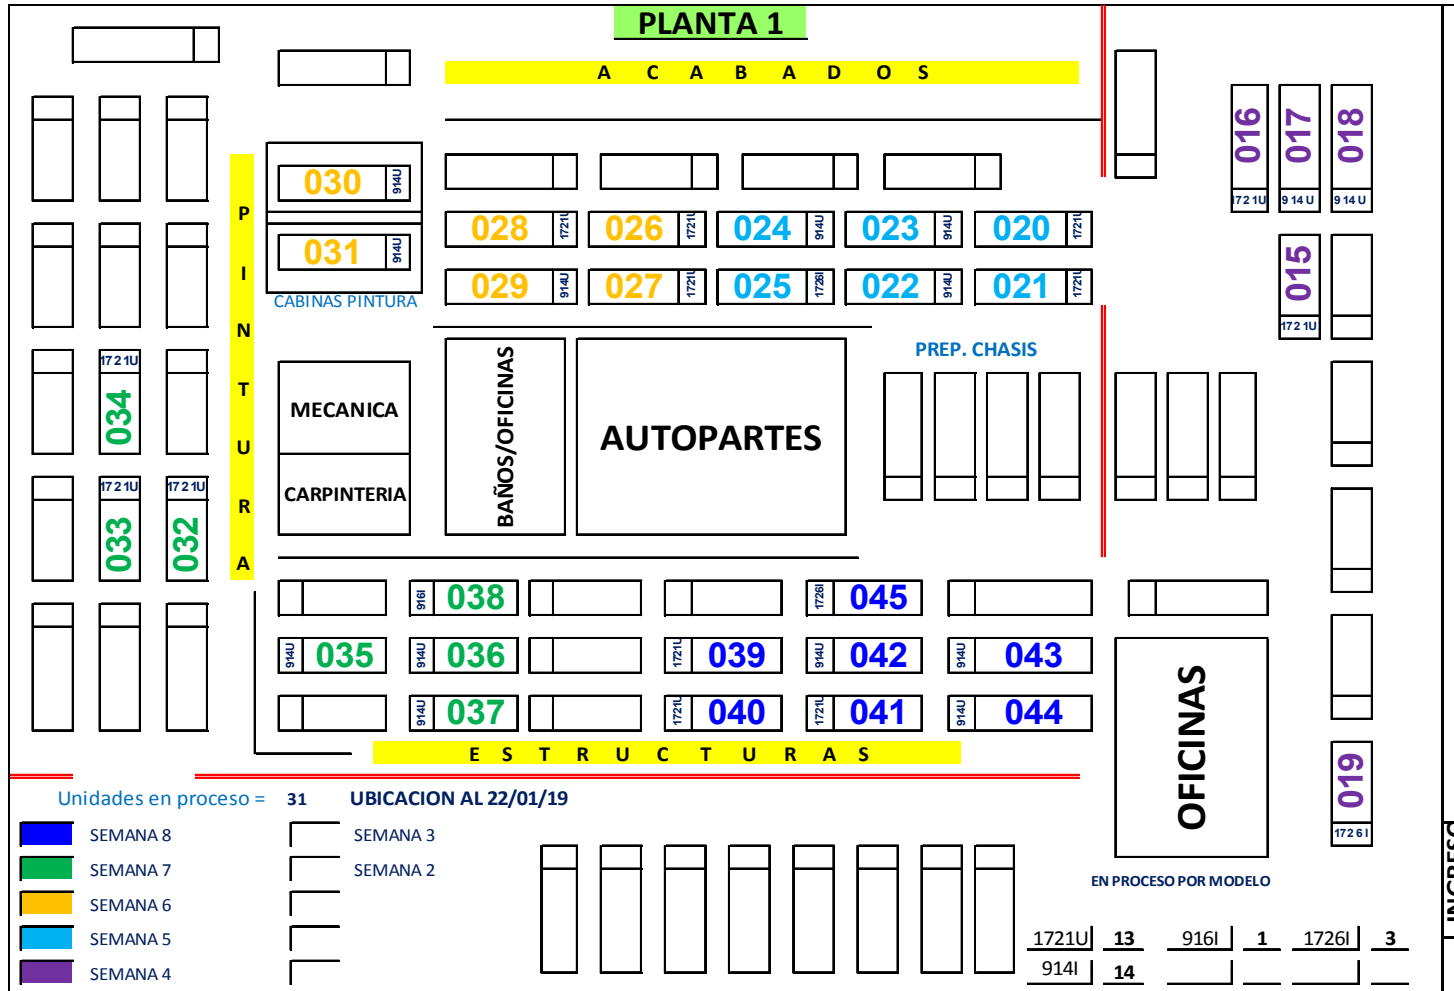 PLANTA 1
A C A B A D O S
016 1721U
017 914U
018 914U
015 1721U
P I N T U R A
030 914U
031 914U
CABINAS PINTURA
028 1721U
026 1721U
024 914U
023 914U
020 1721U
029 914U
027 1721U
025 1726I
022 914U
021 1721U
PREP. CHASIS
MECANICA
CARPINTERIA
BAÑOS/OFICINAS
AUTOPARTES
1721U 034
1721U 033
1721U 032
916I 038
1726I 045
914U 035
914U 036
1721U 039
914U 042
914U 043
914U 037
1721U 040
1721U 041
914U 044
E S T R U C T U R A S
OFICINAS
019 1726I
Unidades en proceso = 31 UBICACION AL 22/01/19
SEMANA 8
SEMANA 3
SEMANA 7
SEMANA 2
SEMANA 6
SEMANA 5
SEMANA 4
EN PROCESO POR MODELO
1721U 13 916I 1 1726I 3
914I 14
INGRESO